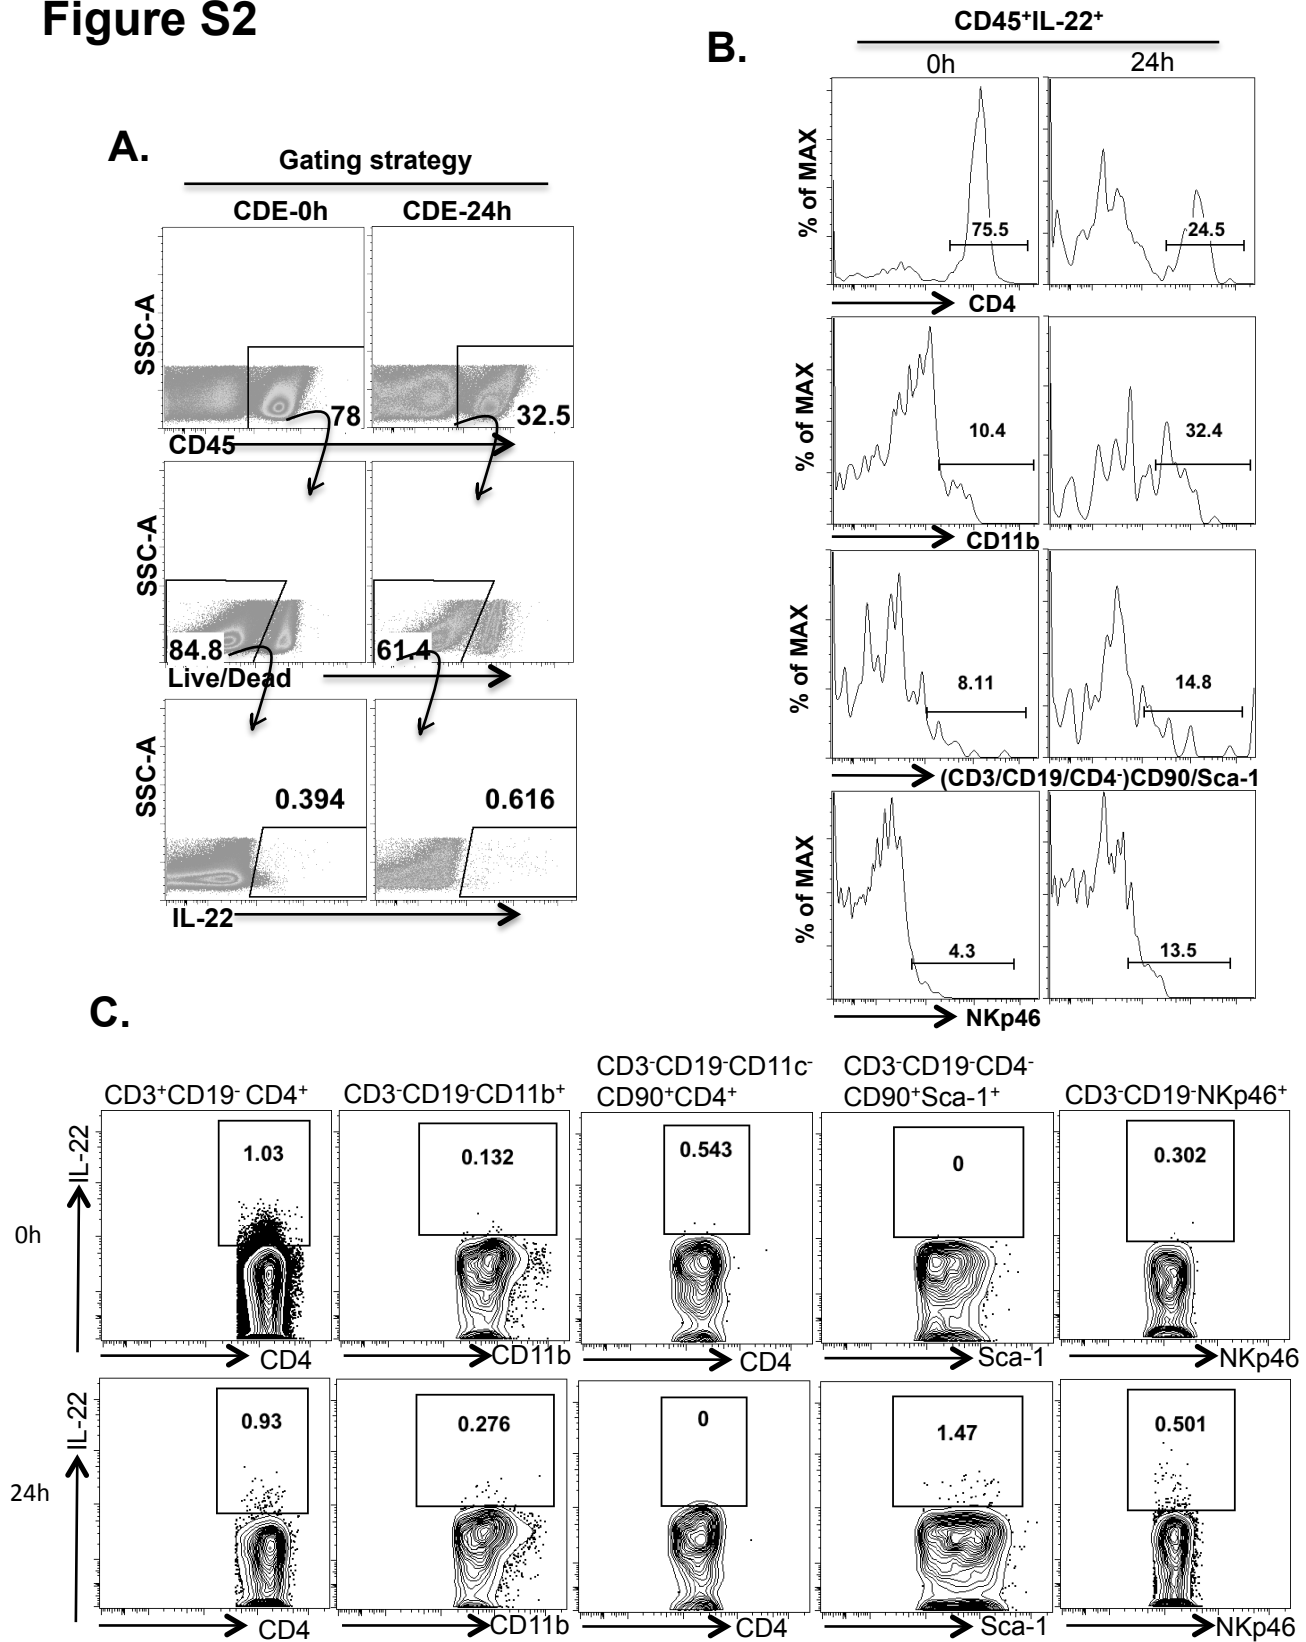 Figure S2
A.
Gating strategy
CDE-0h
CDE-24h
SSC-A
78
32.5
CD45
SSC-A
84.8
61.4
Live/Dead
SSC-A
0.394
0.616
IL-22
B.
CD45⁺IL-22⁺
0h
24h
% of MAX
75.5
24.5
CD4
% of MAX
10.4
32.4
CD11b
% of MAX
8.11
14.8
(CD3/CD19/CD4⁻)CD90/Sca-1
% of MAX
4.3
13.5
NKp46
C.
CD3⁺CD19⁻ CD4⁺
CD3⁻CD19⁻CD11b⁺
CD3⁻CD19⁻CD11c⁻
CD90⁺CD4⁺
CD3⁻CD19⁻CD4⁻
CD90⁺Sca-1⁺
CD3⁻CD19⁻NKp46⁺
0h
IL-22
1.03
0.132
0.543
0
0.302
CD4
CD11b
CD4
Sca-1
NKp46
24h
IL-22
0.93
0.276
0
1.47
0.501
CD4
CD11b
CD4
Sca-1
NKp46